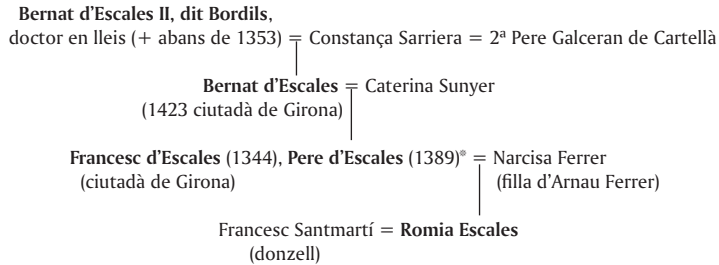 Bernat d'Escales II, dit Bordils,
doctor en lleis (+ abans de 1353) = Constança Sarriera = 2ª Pere Galceran de Cartellà
Bernat d'Escales = Caterina Sunyer
(1423 ciutadà de Girona)
Francesc d'Escales (1344), Pere d'Escales (1389)* = Narcisa Ferrer
(ciutadà de Girona) (filla d'Arnau Ferrer)
Francesc Santmartí = Romia Escales
(donzell)